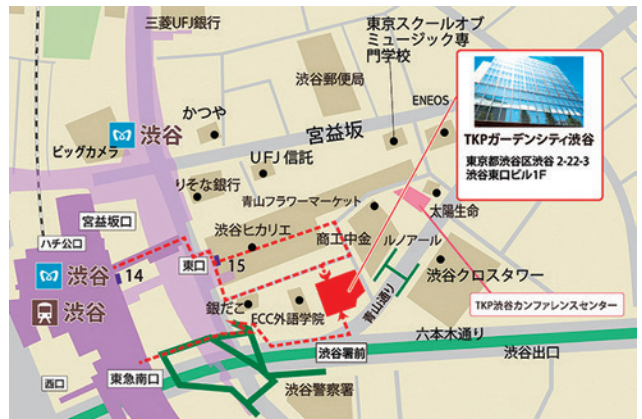 三菱UFJ銀行
東京スクールオブ
ミュージック専
門学校
渋谷郵便局
ENEOS
かつや
宮益坂
渋谷
ビッグカメラ
UFJ 信託
TKPガーデンシティ渋谷
東京都渋谷区渋谷 2-22-3
渋谷東口ビル1F
りそな銀行
青山フラワーマーケット
太陽生命
宮益坂口
渋谷ヒカリエ
商工中金
ルノアール
ハチ公口
東口
15
渋谷
14
渋谷クロスタワー
銀だこ
ECC外語学院
青山通り
TKP渋谷カンファレンスセンター
渋谷
六本木通り
渋谷署前
渋谷出口
東急南口
西口
渋谷警察署